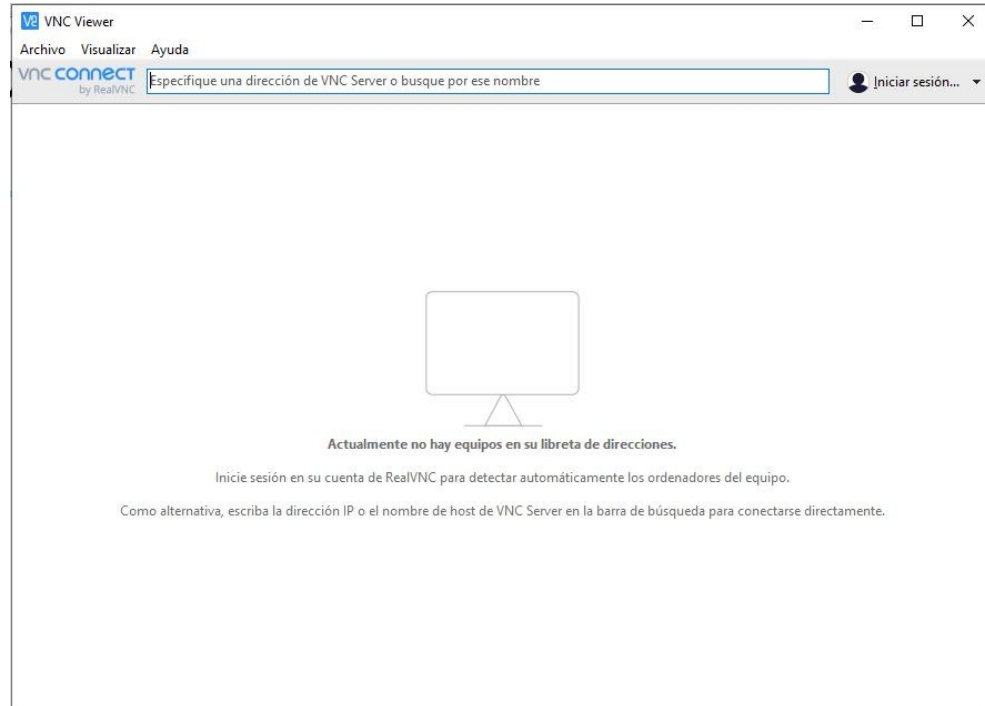 VNC Viewer
Archivo Visualizar Ayuda
vnc connect
by RealVNC
Especifique una dirección de VNC Server o busque por ese nombre
Iniciar sesión...
Actualmente no hay equipos en su libreta de direcciones.
Inicie sesión en su cuenta de RealVNC para detectar automáticamente los ordenadores del equipo.
Como alternativa, escriba la dirección IP o el nombre de host de VNC Server en la barra de búsqueda para conectarse directamente.